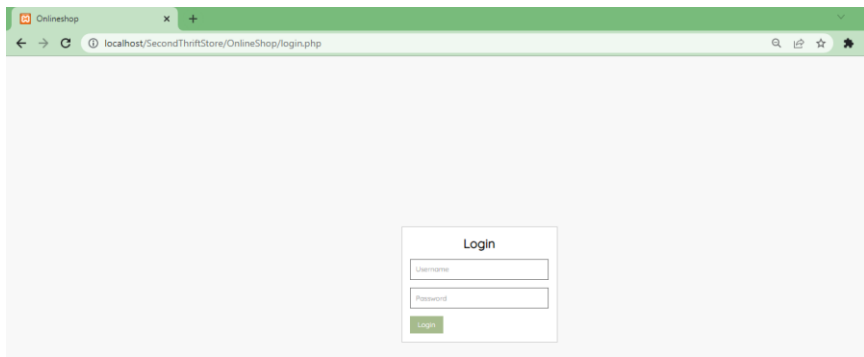 Onlineshop
localhost/SecondThriftStore/OnlineShop/login.php
Login
Username
Password
Login